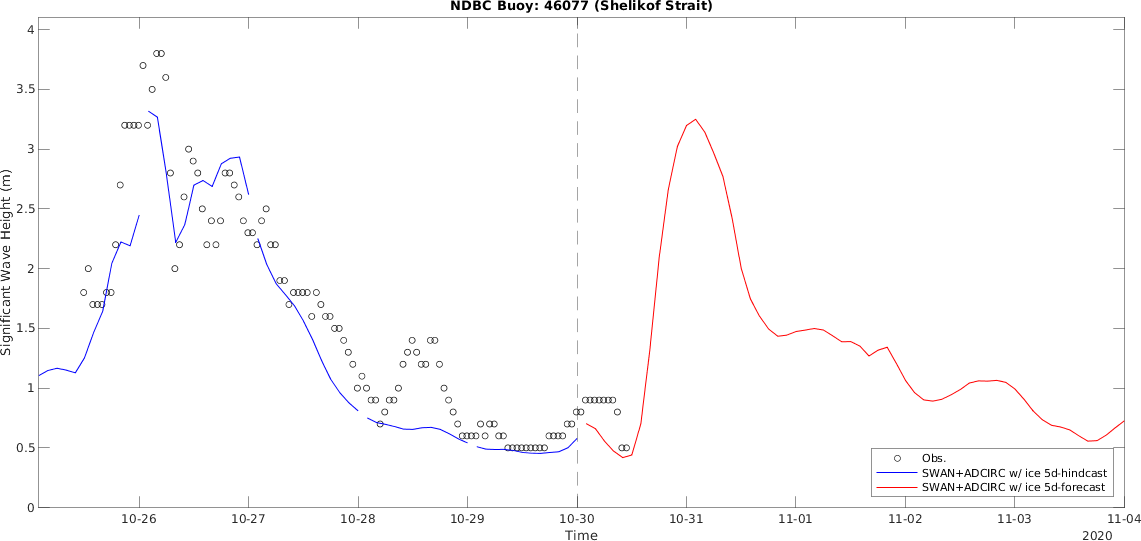 NDBC Buoy: 46077 (Shelikof Strait)
Significant Wave Height (m)
4
3.5
3
2.5
2
1.5
1
0.5
0
Obs.
SWAN+ADCIRC w/ ice 5d-hindcast
SWAN+ADCIRC w/ ice 5d-forecast
10-26 10-27 10-28 10-29 10-30 10-31 11-01 11-02 11-03 11-04
Time
2020